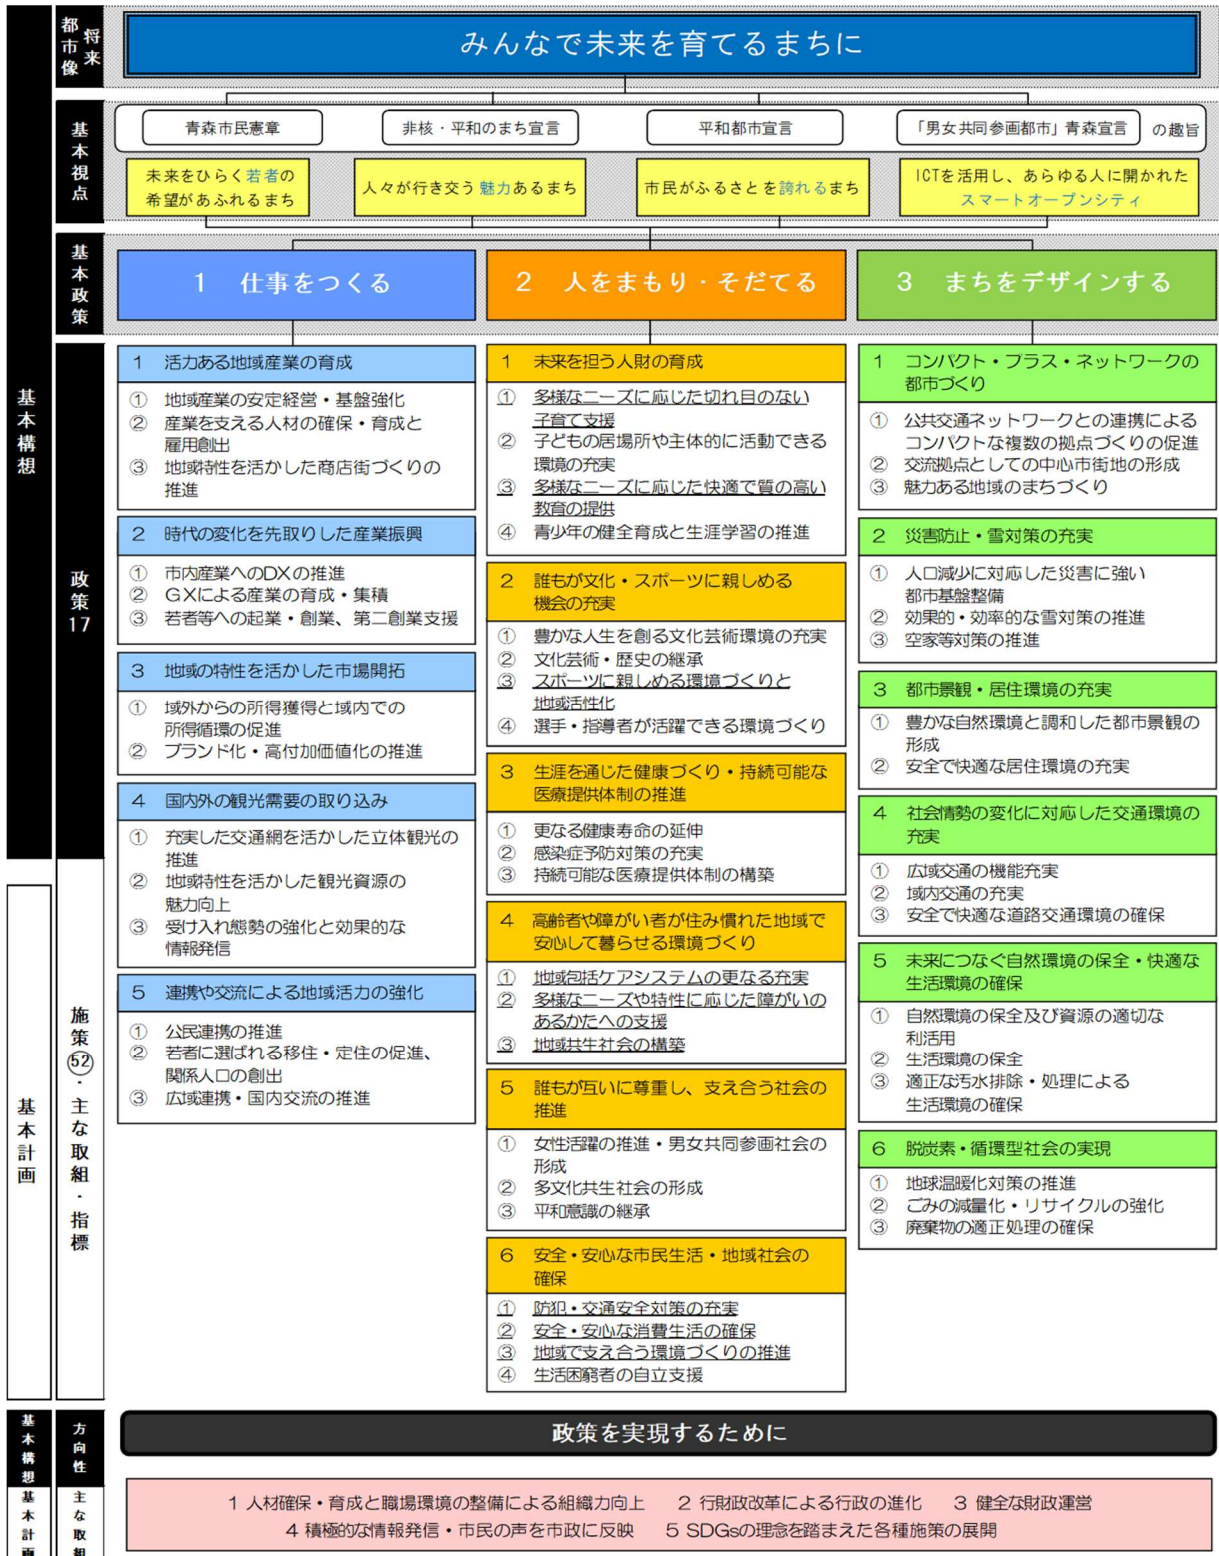 将来
都市像
みんなで未来を育てるまちに
基本視点
青森市民憲章
非核・平和のまち宣言
平和都市宣言
「男女共同参画都市」青森宣言
の趣旨
未来をひらく若者の
希望があふれるまち
人々が行き交う魅力あるまち
市民がふるさとを誇れるまち
ICTを活用し、あらゆる人に開かれた
スマートオープンシティ
基本政策
1 仕事をつくる
2 人をまもり・そだてる
3 まちをデザインする
基本構想
政策17
1 活力ある地域産業の育成
① 地域産業の安定経営・基盤強化
② 産業を支える人材の確保・育成と
雇用創出
③ 地域特性を活かした商店街づくりの
推進
2 時代の変化を先取りした産業振興
① 市内産業へのDXの推進
② GXによる産業の育成・集積
③ 若者等への起業・創業、第二創業支援
3 地域の特性を活かした市場開拓
① 域外からの所得獲得と域内での
所得循環の促進
② ブランド化・高付加価値化の推進
4 国内外の観光需要の取り込み
① 充実した交通網を活かした立体観光の
推進
② 地域特性を活かした観光資源の
魅力向上
③ 受け入れ態勢の強化と効果的な
情報発信
5 連携や交流による地域活力の強化
① 公民連携の推進
② 若者に選ばれる移住・定住の促進、
関係人口の創出
③ 広域連携・国内交流の推進
1 未来を担う人財の育成
① 多様なニーズに応じた切れ目のない
子育て支援
② 子どもの居場所や主体的に活動できる
環境の充実
③ 多様なニーズに応じた快適で質の高い
教育の提供
④ 青少年の健全育成と生涯学習の推進
2 誰もが文化・スポーツに親しめる
機会の充実
① 豊かな人生を創る文化芸術環境の充実
② 文化芸術・歴史の継承
③ スポーツに親しめる環境づくりと
地域活性化
④ 選手・指導者が活躍できる環境づくり
3 生涯を通じた健康づくり・持続可能な
医療提供体制の推進
① 更なる健康寿命の延伸
② 感染症予防対策の充実
③ 持続可能な医療提供体制の構築
4 高齢者や障がい者が住み慣れた地域で
安心して暮らせる環境づくり
① 地域包括ケアシステムの更なる充実
② 多様なニーズや特性に応じた障がいの
あるかたへの支援
③ 地域共生社会の構築
5 誰もが互いに尊重し、支え合う社会の
推進
① 女性活躍の推進・男女共同参画社会の
形成
② 多文化共生社会の形成
③ 平和意識の継承
6 安全・安心な市民生活・地域社会の
確保
① 防犯・交通安全対策の充実
② 安全・安心な消費生活の確保
③ 地域で支え合う環境づくりの推進
④ 生活困窮者の自立支援
1 コンパクト・プラス・ネットワークの
都市づくり
① 公共交通ネットワークとの連携による
コンパクトな複数の拠点づくりの促進
② 交流拠点としての中心市街地の形成
③ 魅力ある地域のまちづくり
2 災害防止・雪対策の充実
① 人口減少に対応した災害に強い
都市基盤整備
② 効果的・効率的な雪対策の推進
③ 空家等対策の推進
3 都市景観・居住環境の充実
① 豊かな自然環境と調和した都市景観の
形成
② 安全で快適な居住環境の充実
4 社会情勢の変化に対応した交通環境の
充実
① 広域交通の機能充実
② 域内交通の充実
③ 安全で快適な道路交通環境の確保
5 未来につなぐ自然環境の保全・快適な
生活環境の確保
① 自然環境の保全及び資源の適切な
利活用
② 生活環境の保全
③ 適正な汚水排除・処理による
生活環境の確保
6 脱炭素・循環型社会の実現
① 地球温暖化対策の推進
② ごみの減量化・リサイクルの強化
③ 廃棄物の適正処理の確保
基本計画
施策52・主な取組・指標
基本構想
方向性
政策を実現するために
基本計画
主な取組
1 人材確保・育成と職場環境の整備による組織力向上 2 行財政改革による行政の進化 3 健全な財政運営
4 積極的な情報発信・市民の声を市政に反映 5 SDGsの理念を踏まえた各種施策の展開